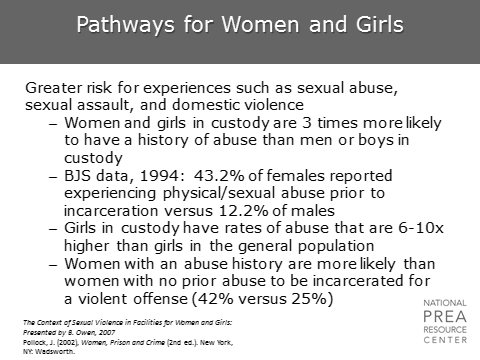 Pathways for Women and Girls
Greater risk for experiences such as sexual abuse,
sexual assault, and domestic violence
– Women and girls in custody are 3 times more likely
to have a history of abuse than men or boys in
custody
– BJS data, 1994: 43.2% of females reported
experiencing physical/sexual abuse prior to
incarceration versus 12.2% of males
– Girls in custody have rates of abuse that are 6-10x
higher than girls in the general population
– Women with an abuse history are more likely than
women with no prior abuse to be incarcerated for
a violent offense (42% versus 25%)
The Context of Sexual Violence in Facilities for Women and Girls:
Presented by B. Owen, 2007
Pollock, J. (2002), Women, Prison and Crime (2nd ed.). New York,
NY: Wadsworth.
NATIONAL
PREA
RESOURCE
CENTER